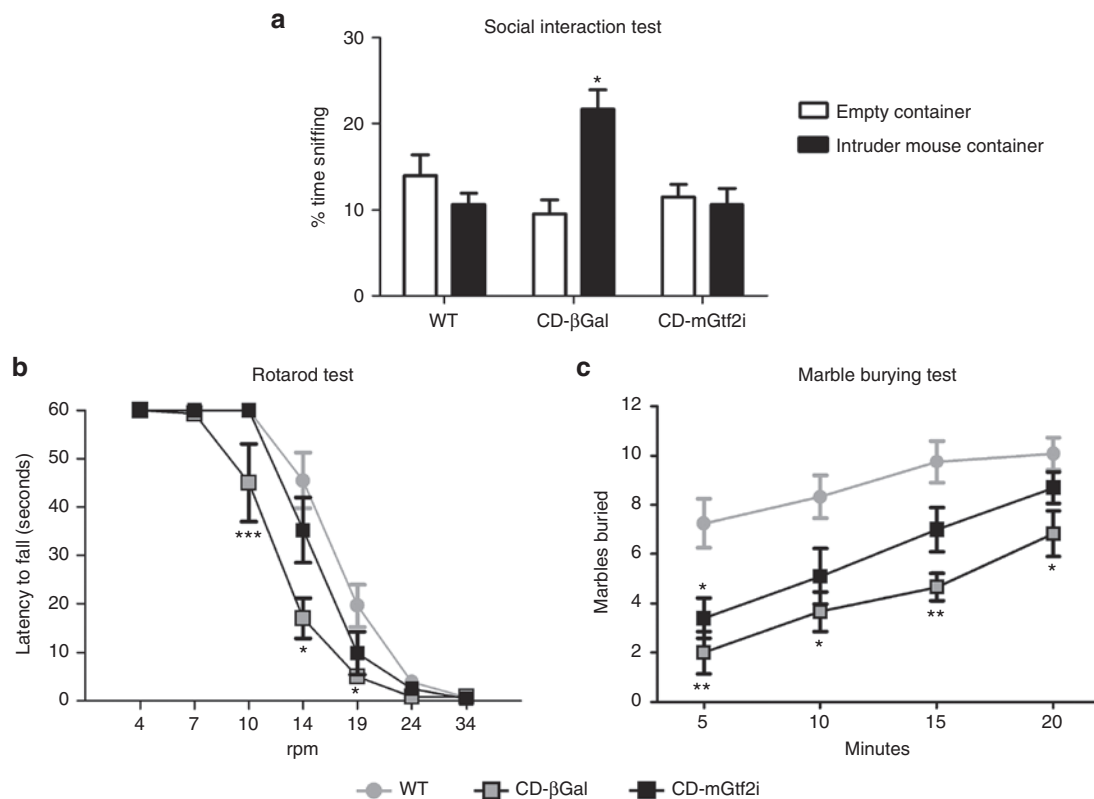 a
Social interaction test
30
20
10
0
% time sniffing
*
WT
CD-βGal
CD-mGtf2i
Empty container
Intruder mouse container
b
Rotarod test
60
50
40
30
20
10
0
Latency to fall (seconds)
***
*
*
4 7 10 14 19 24 34
rpm
c
Marble burying test
12
10
8
6
4
2
0
Marbles buried
*
**
*
**
*
5 10 15 20
Minutes
WT CD-βGal CD-mGtf2i